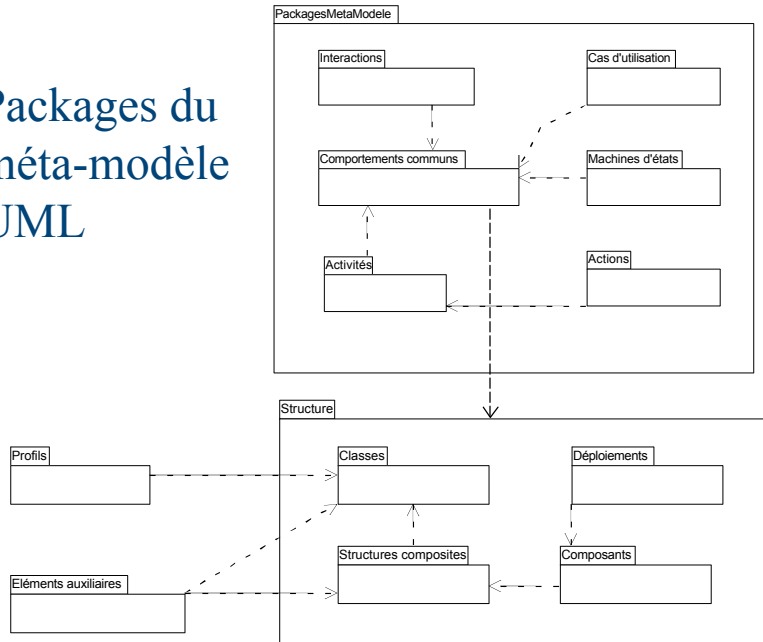 PackagesMetaModele
Interactions
Cas d'utilisation
Packages du
méta-modèle
UML
Comportements communs
Machines d'états
Activités
Actions
Structure
Profils
Classes
Déploiements
Structures composites
Composants
Eléments auxiliaires